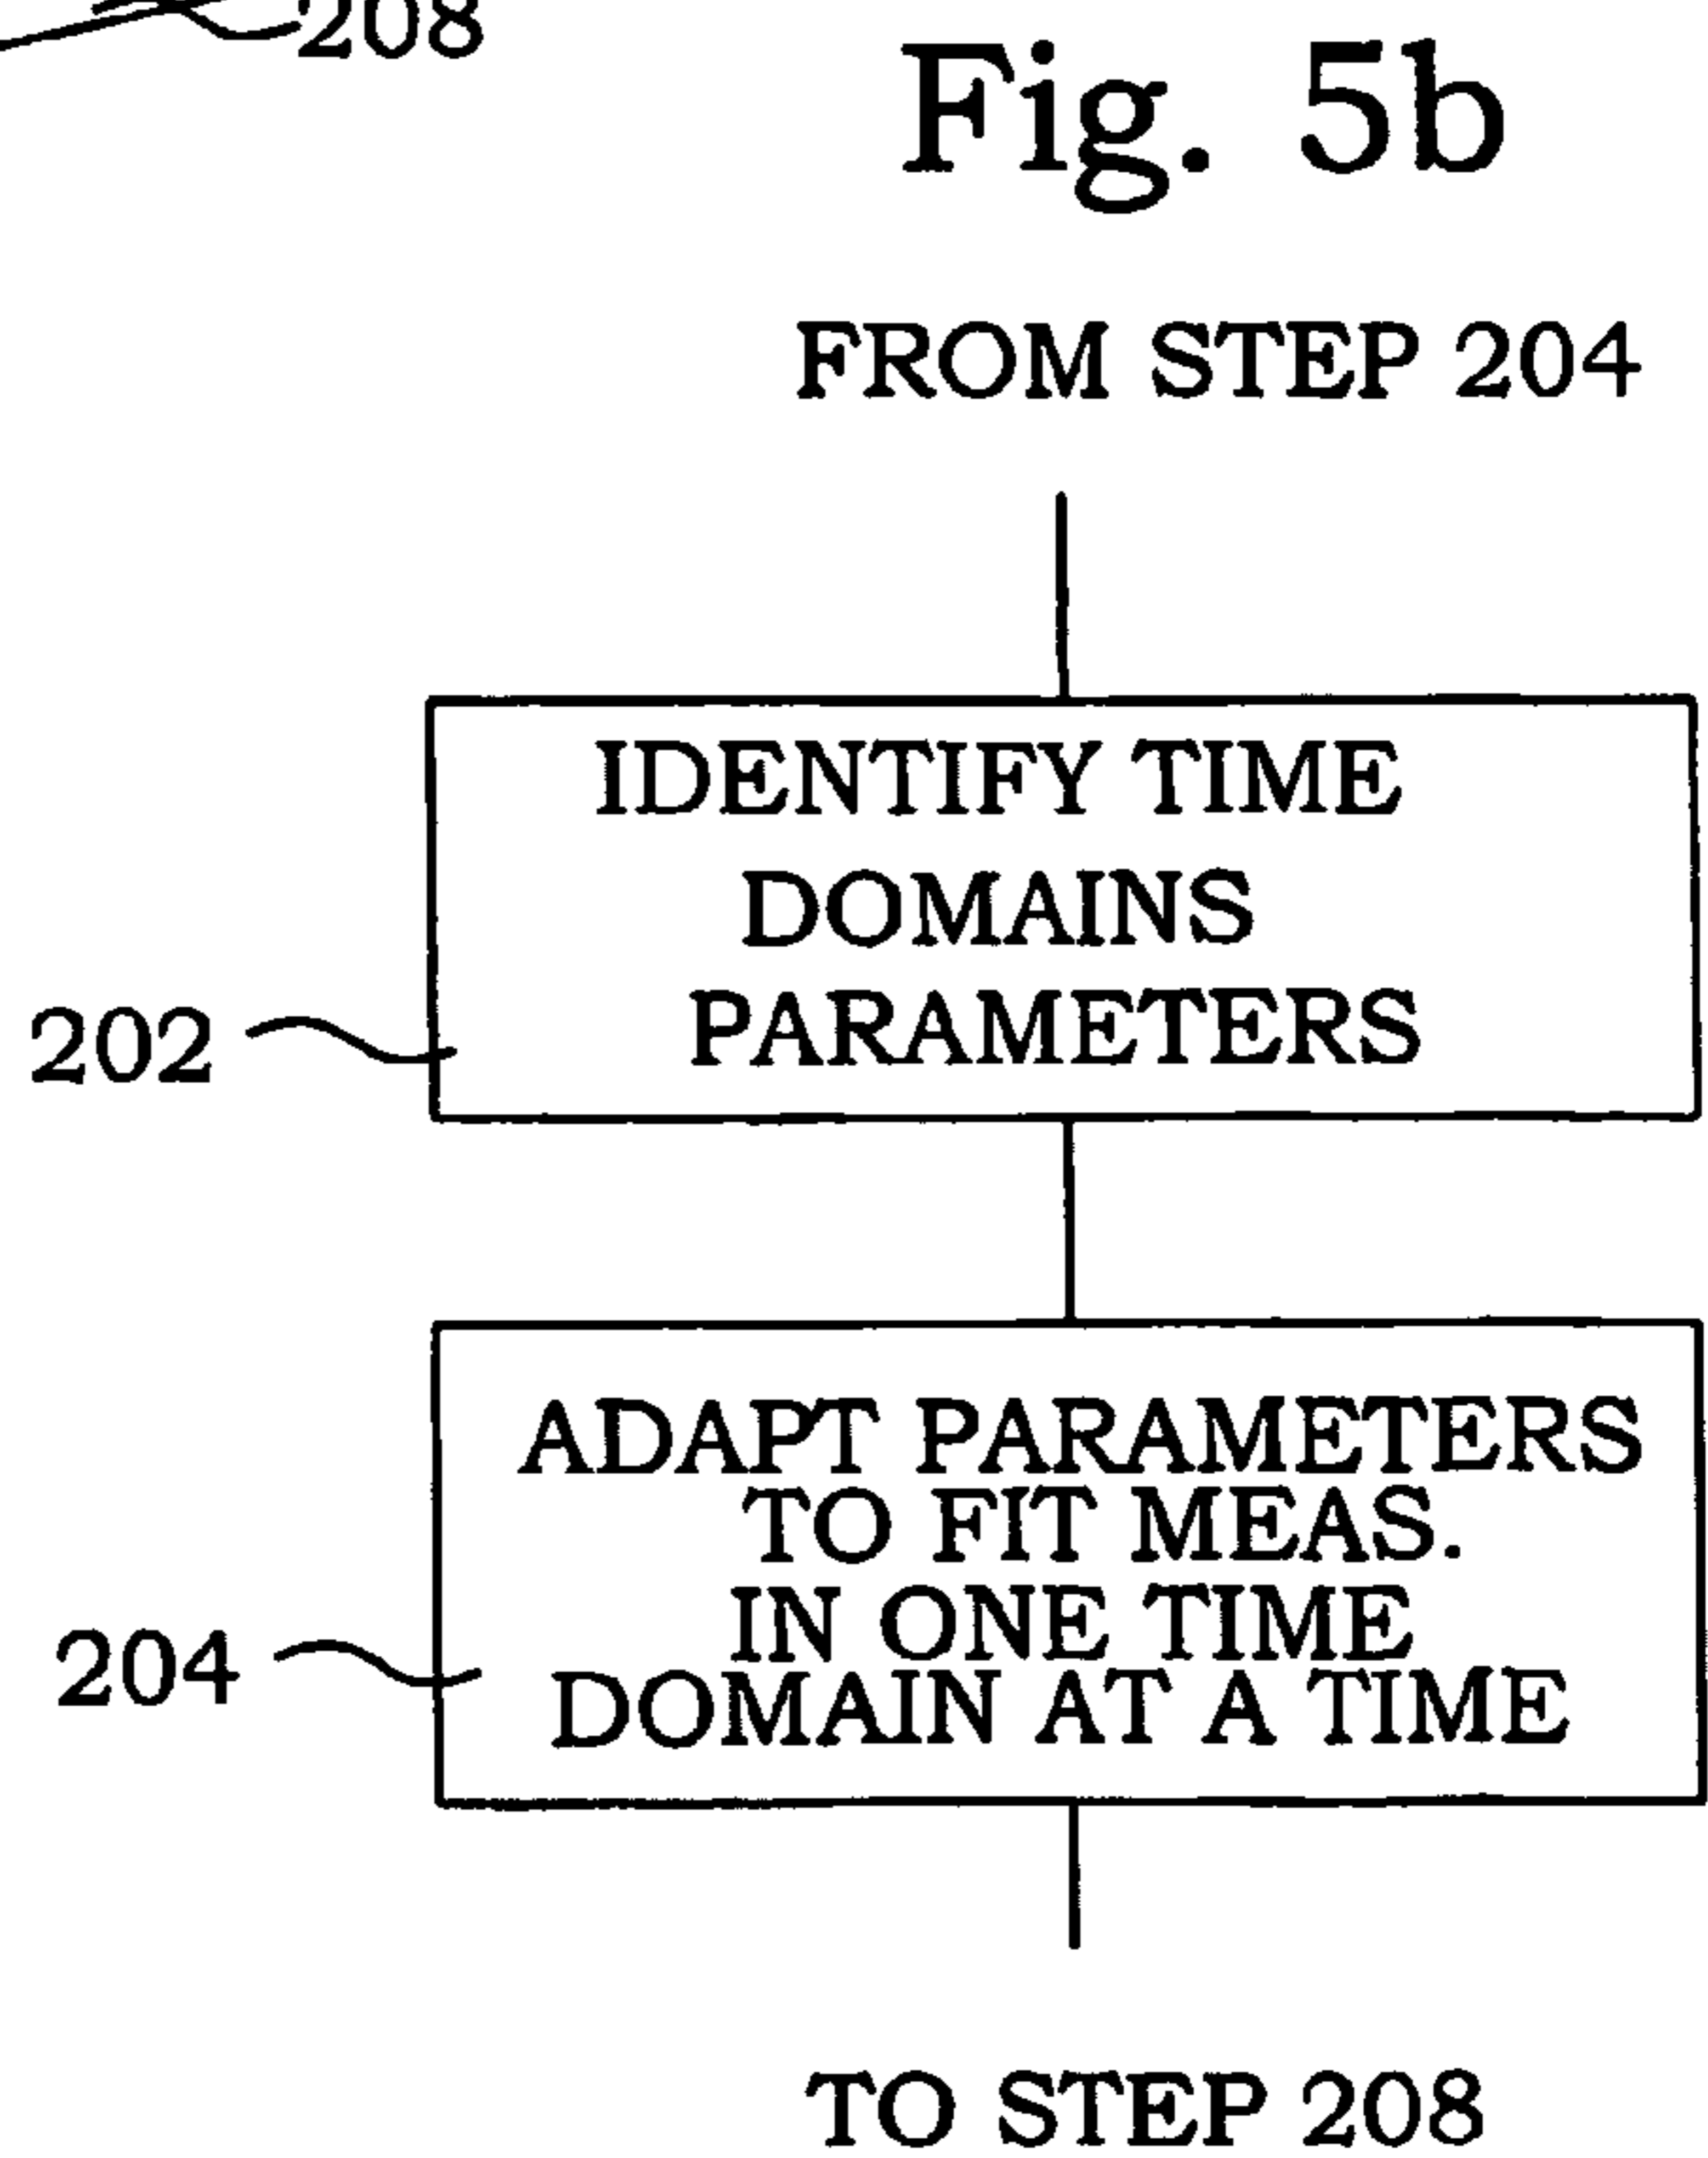 208
Fig. 5b
FROM STEP 204
IDENTIFY TIME
DOMAINS
PARAMETERS
202
ADAPT PARAMETERS
TO FIT MEAS.
IN ONE TIME
DOMAIN AT A TIME
204
TO STEP 208